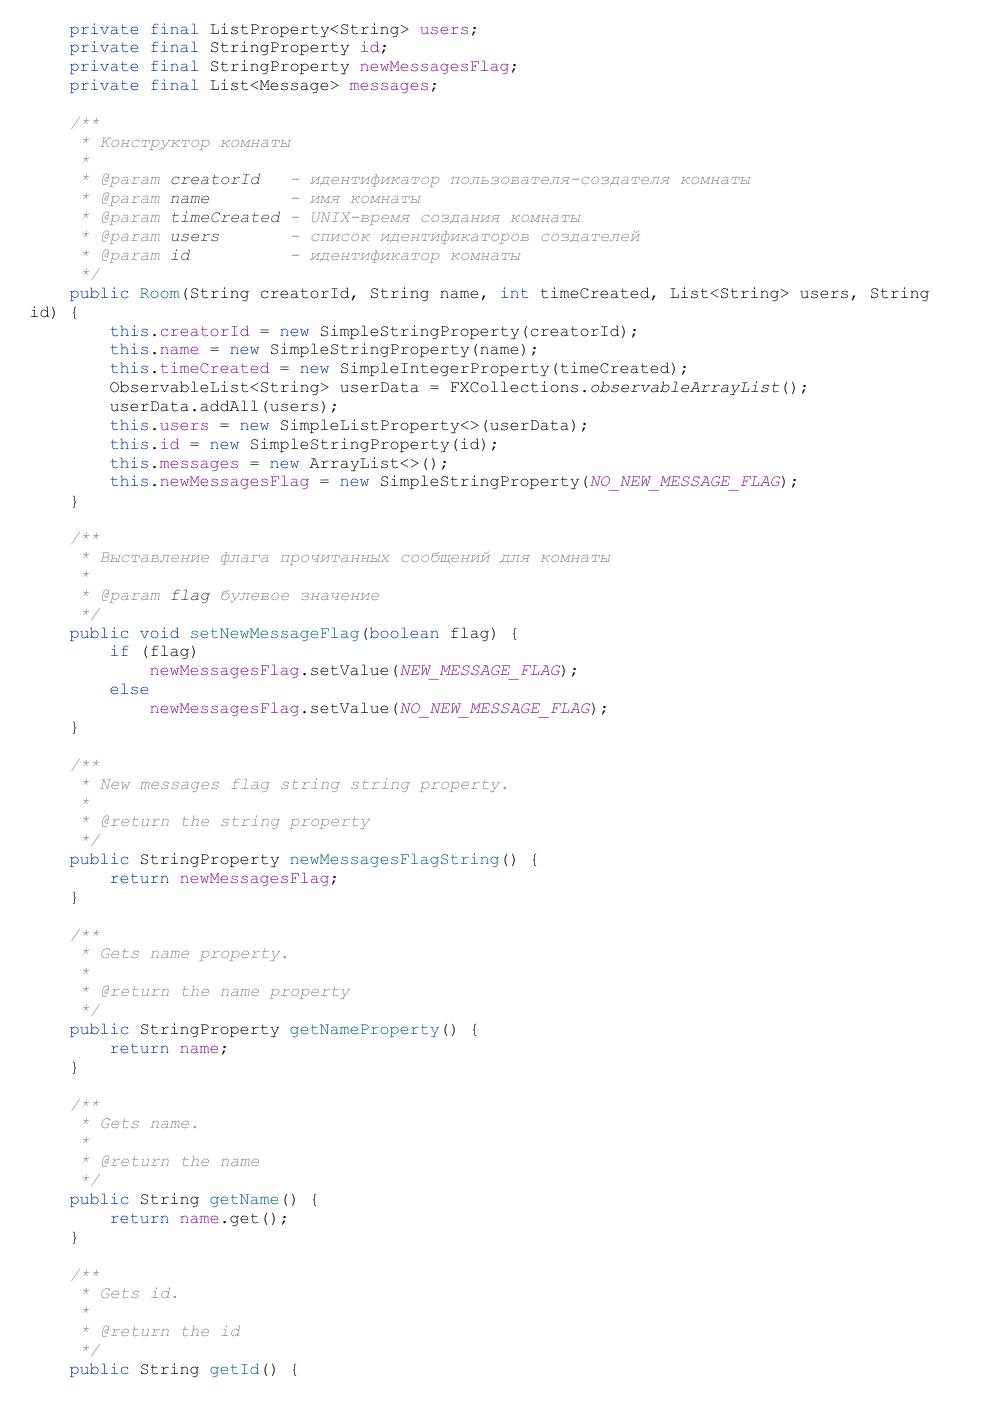 private final ListProperty<String> users;
    private final StringProperty id;
    private final StringProperty newMessagesFlag;
    private final List<Message> messages;

    /**
     * Конструктор комнаты
     *
     * @param creatorId   - идентификатор пользователя-создателя комнаты
     * @param name        - имя комнаты
     * @param timeCreated - UNIX-время создания комнаты
     * @param users       - список идентификаторов создателей
     * @param id          - идентификатор комнаты
     */
    public Room(String creatorId, String name, int timeCreated, List<String> users, String
id) {
        this.creatorId = new SimpleStringProperty(creatorId);
        this.name = new SimpleStringProperty(name);
        this.timeCreated = new SimpleIntegerProperty(timeCreated);
        ObservableList<String> userData = FXCollections.observableArrayList();
        userData.addAll(users);
        this.users = new SimpleListProperty<>(userData);
        this.id = new SimpleStringProperty(id);
        this.messages = new ArrayList<>();
        this.newMessagesFlag = new SimpleStringProperty(NO_NEW_MESSAGE_FLAG);
    }

    /**
     * Выставление флага прочитанных сообщений для комнаты
     *
     * @param flag булевое значение
     */
    public void setNewMessageFlag(boolean flag) {
        if (flag)
            newMessagesFlag.setValue(NEW_MESSAGE_FLAG);
        else
            newMessagesFlag.setValue(NO_NEW_MESSAGE_FLAG);
    }

    /**
     * New messages flag string string property.
     *
     * @return the string property
     */
    public StringProperty newMessagesFlagString() {
        return newMessagesFlag;
    }

    /**
     * Gets name property.
     *
     * @return the name property
     */
    public StringProperty getNameProperty() {
        return name;
    }

    /**
     * Gets name.
     *
     * @return the name
     */
    public String getName() {
        return name.get();
    }

    /**
     * Gets id.
     *
     * @return the id
     */
    public String getId() {